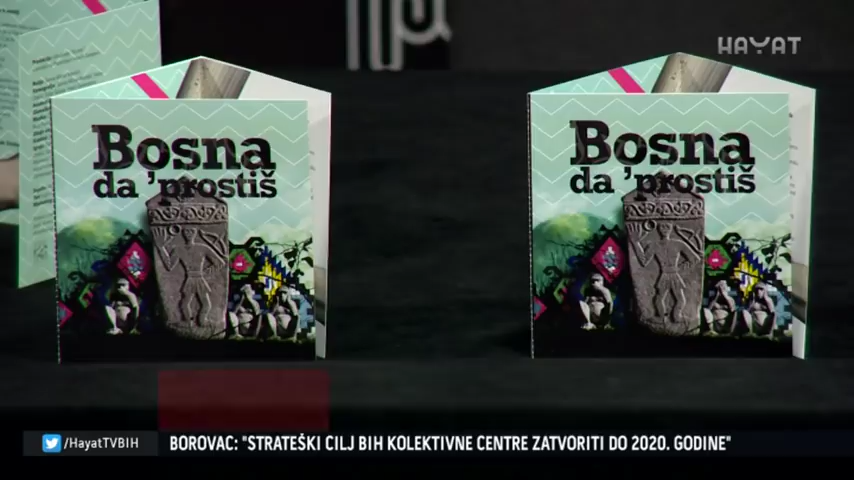 HAYAT
Bosna
da 'prostiš
Bosna
da 'prostiš
/HayatTVBIH
BOROVAC: "STRATEŠKI CILJ BIH KOLEKTIVNE CENTRE ZATVORITI DO 2020. GODINE"